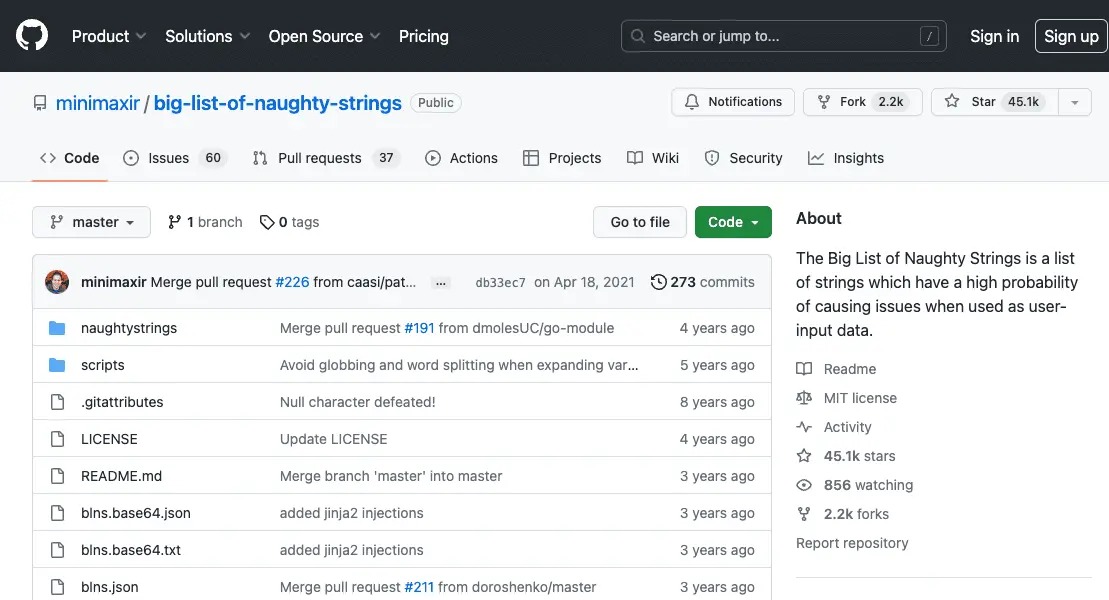 Product Solutions Open Source Pricing Search or jump to... / Sign in Sign up
minimaxir / big-list-of-naughty-strings Public Notifications Fork 2.2k Star 45.1k
Code Issues 60 Pull requests 37 Actions Projects Wiki Security Insights
master 1 branch 0 tags Go to file Code
minimaxir Merge pull request #226 from caasi/pat... ... db33ec7 on Apr 18, 2021 273 commits
naughtystrings Merge pull request #191 from dmolesUC/go-module 4 years ago
scripts Avoid globbing and word splitting when expanding var... 5 years ago
.gitattributes Null character defeated! 8 years ago
LICENSE Update LICENSE 4 years ago
README.md Merge branch 'master' into master 3 years ago
blns.base64.json added jinja2 injections 3 years ago
blns.base64.txt added jinja2 injections 3 years ago
blns.json Merge pull request #211 from doroshenko/master 3 years ago
About
The Big List of Naughty Strings is a list
of strings which have a high probability
of causing issues when used as user-
input data.
Readme
MIT license
Activity
45.1k stars
856 watching
2.2k forks
Report repository